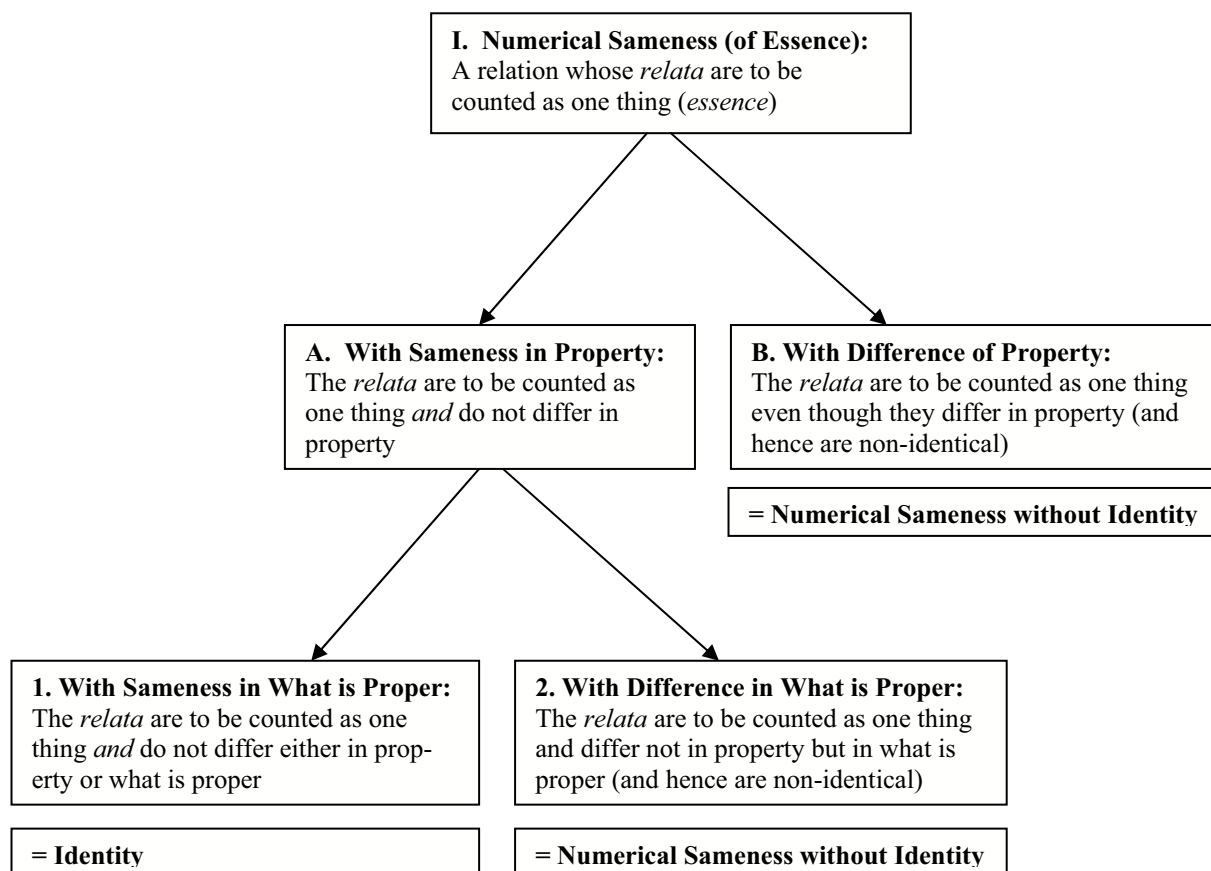 I. Numerical Sameness (of Essence):
A relation whose relata are to be
counted as one thing (essence)
A. With Sameness in Property:
The relata are to be counted as
one thing and do not differ in
property
B. With Difference of Property:
The relata are to be counted as one thing
even though they differ in property (and
hence are non-identical)
= Numerical Sameness without Identity
1. With Sameness in What is Proper:
The relata are to be counted as one
thing and do not differ either in prop-
erty or what is proper
= Identity
2. With Difference in What is Proper:
The relata are to be counted as one thing
and differ not in property but in what is
proper (and hence are non-identical)
= Numerical Sameness without Identity